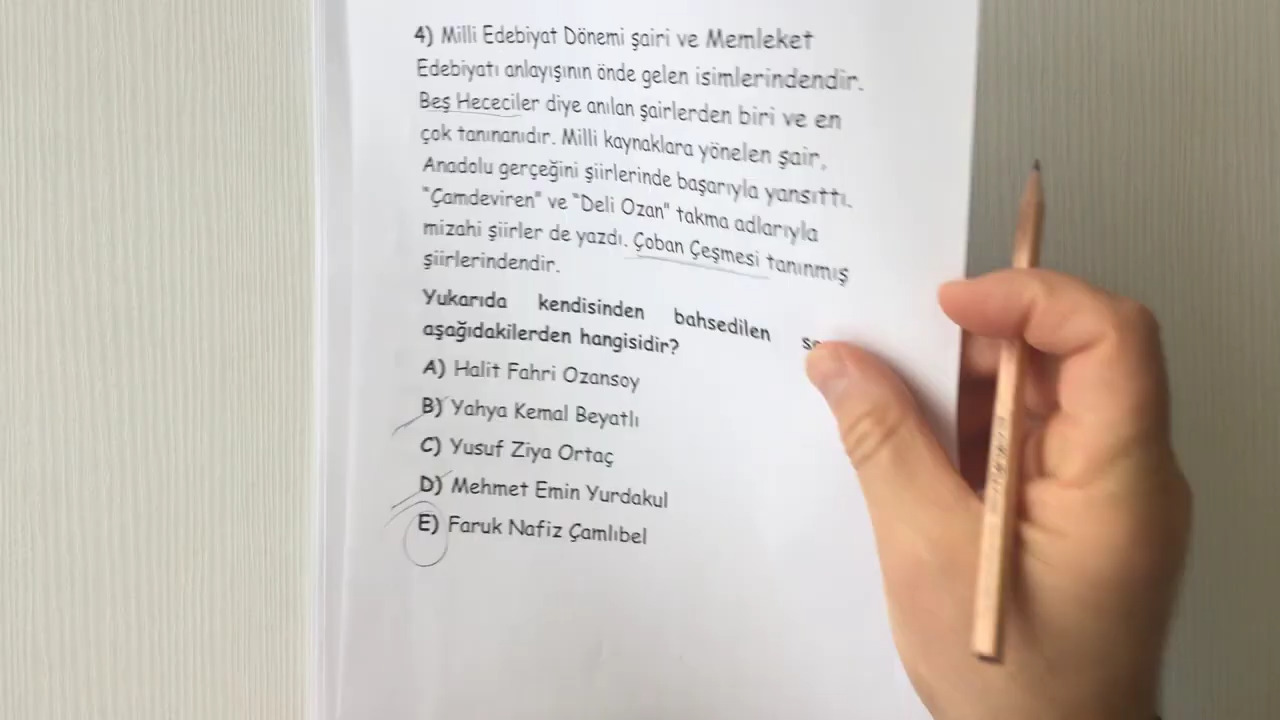 4) Milli Edebiyat Dönemi şairi ve Memleket
Edebiyatı anlayışının önde gelen isimlerindendir.
Beş Hececiler diye anılan şairlerden biri ve en
çok tanınanıdır. Milli kaynaklara yönelen şair,
Anadolu gerçeğini şiirlerinde başarıyla yansıttı.
"Çamdeviren" ve "Deli Ozan" takma adlarıyla
mizahi şiirler de yazdı. Çoban Çeşmesi tanınmış
şiirlerindendir.
Yukarıda kendisinden bahsedilen
aşağıdakilerden hangisidir?
A) Halit Fahri Ozansoy
B) Yahya Kemal Beyatlı
C) Yusuf Ziya Ortaç
D) Mehmet Emin Yurdakul
E) Faruk Nafiz Çamlıbel